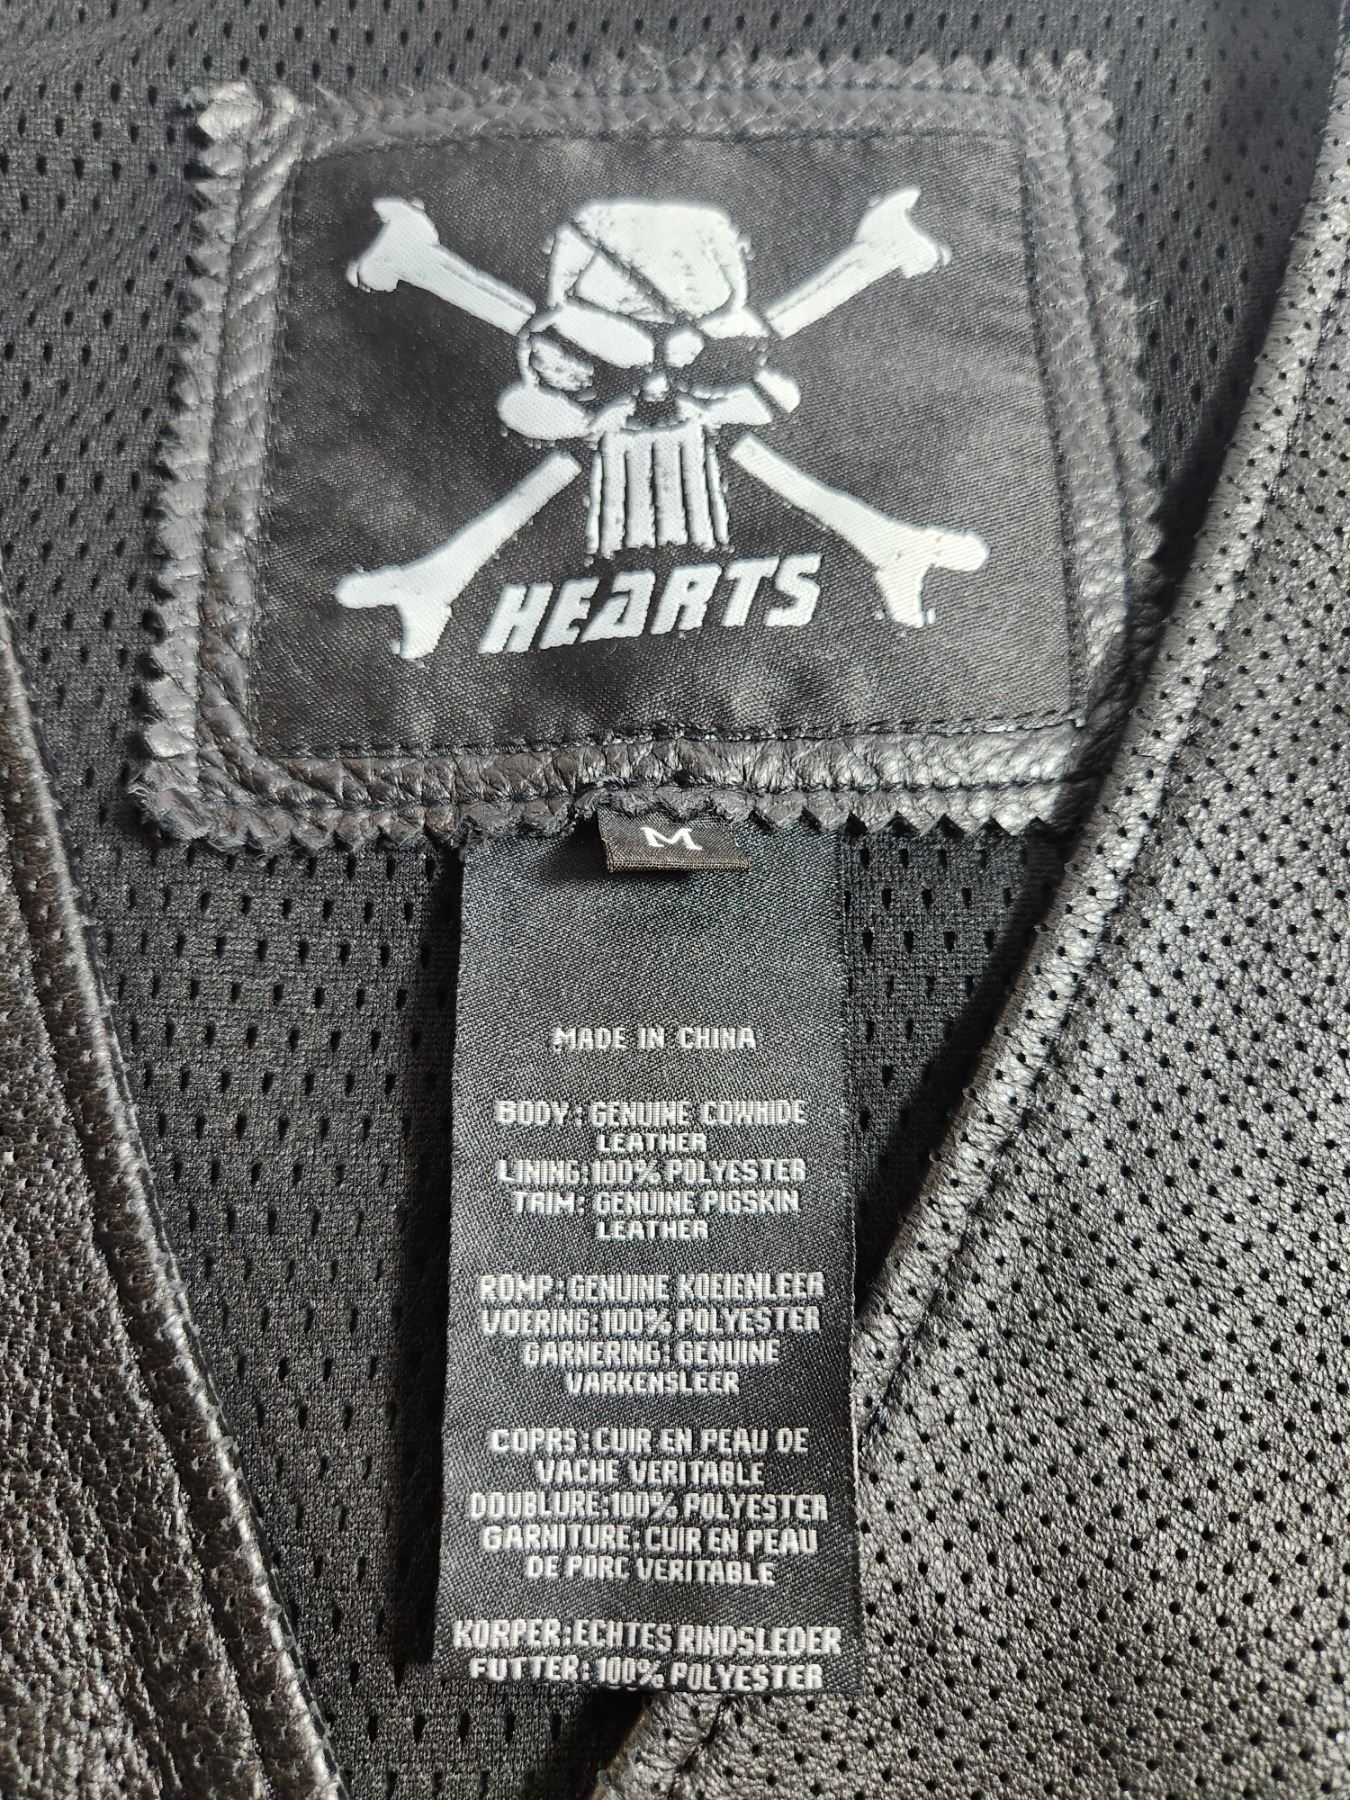 HEARTS
M
MADE IN CHINA
BODY: GENUINE COWHIDE
LEATHER
LINING:100% POLYESTER
TRIM: GENUINE PIGSKIN
LEATHER
ROMP:GENUINE KOEIENLEER
VOERING:100% POLYESTER
GARNERING: GENUINE
VARKENSLEER
COPRS: CUIR EN PEAU DE
VACHE VERITABLE
DOUBLURE:100% POLYESTER
GARNITURE: CUIR EN PEAU
DE PORC VERITABLE
KORPER:ECHTES RINDSLEDER
FUTTER: 100% POLYESTER